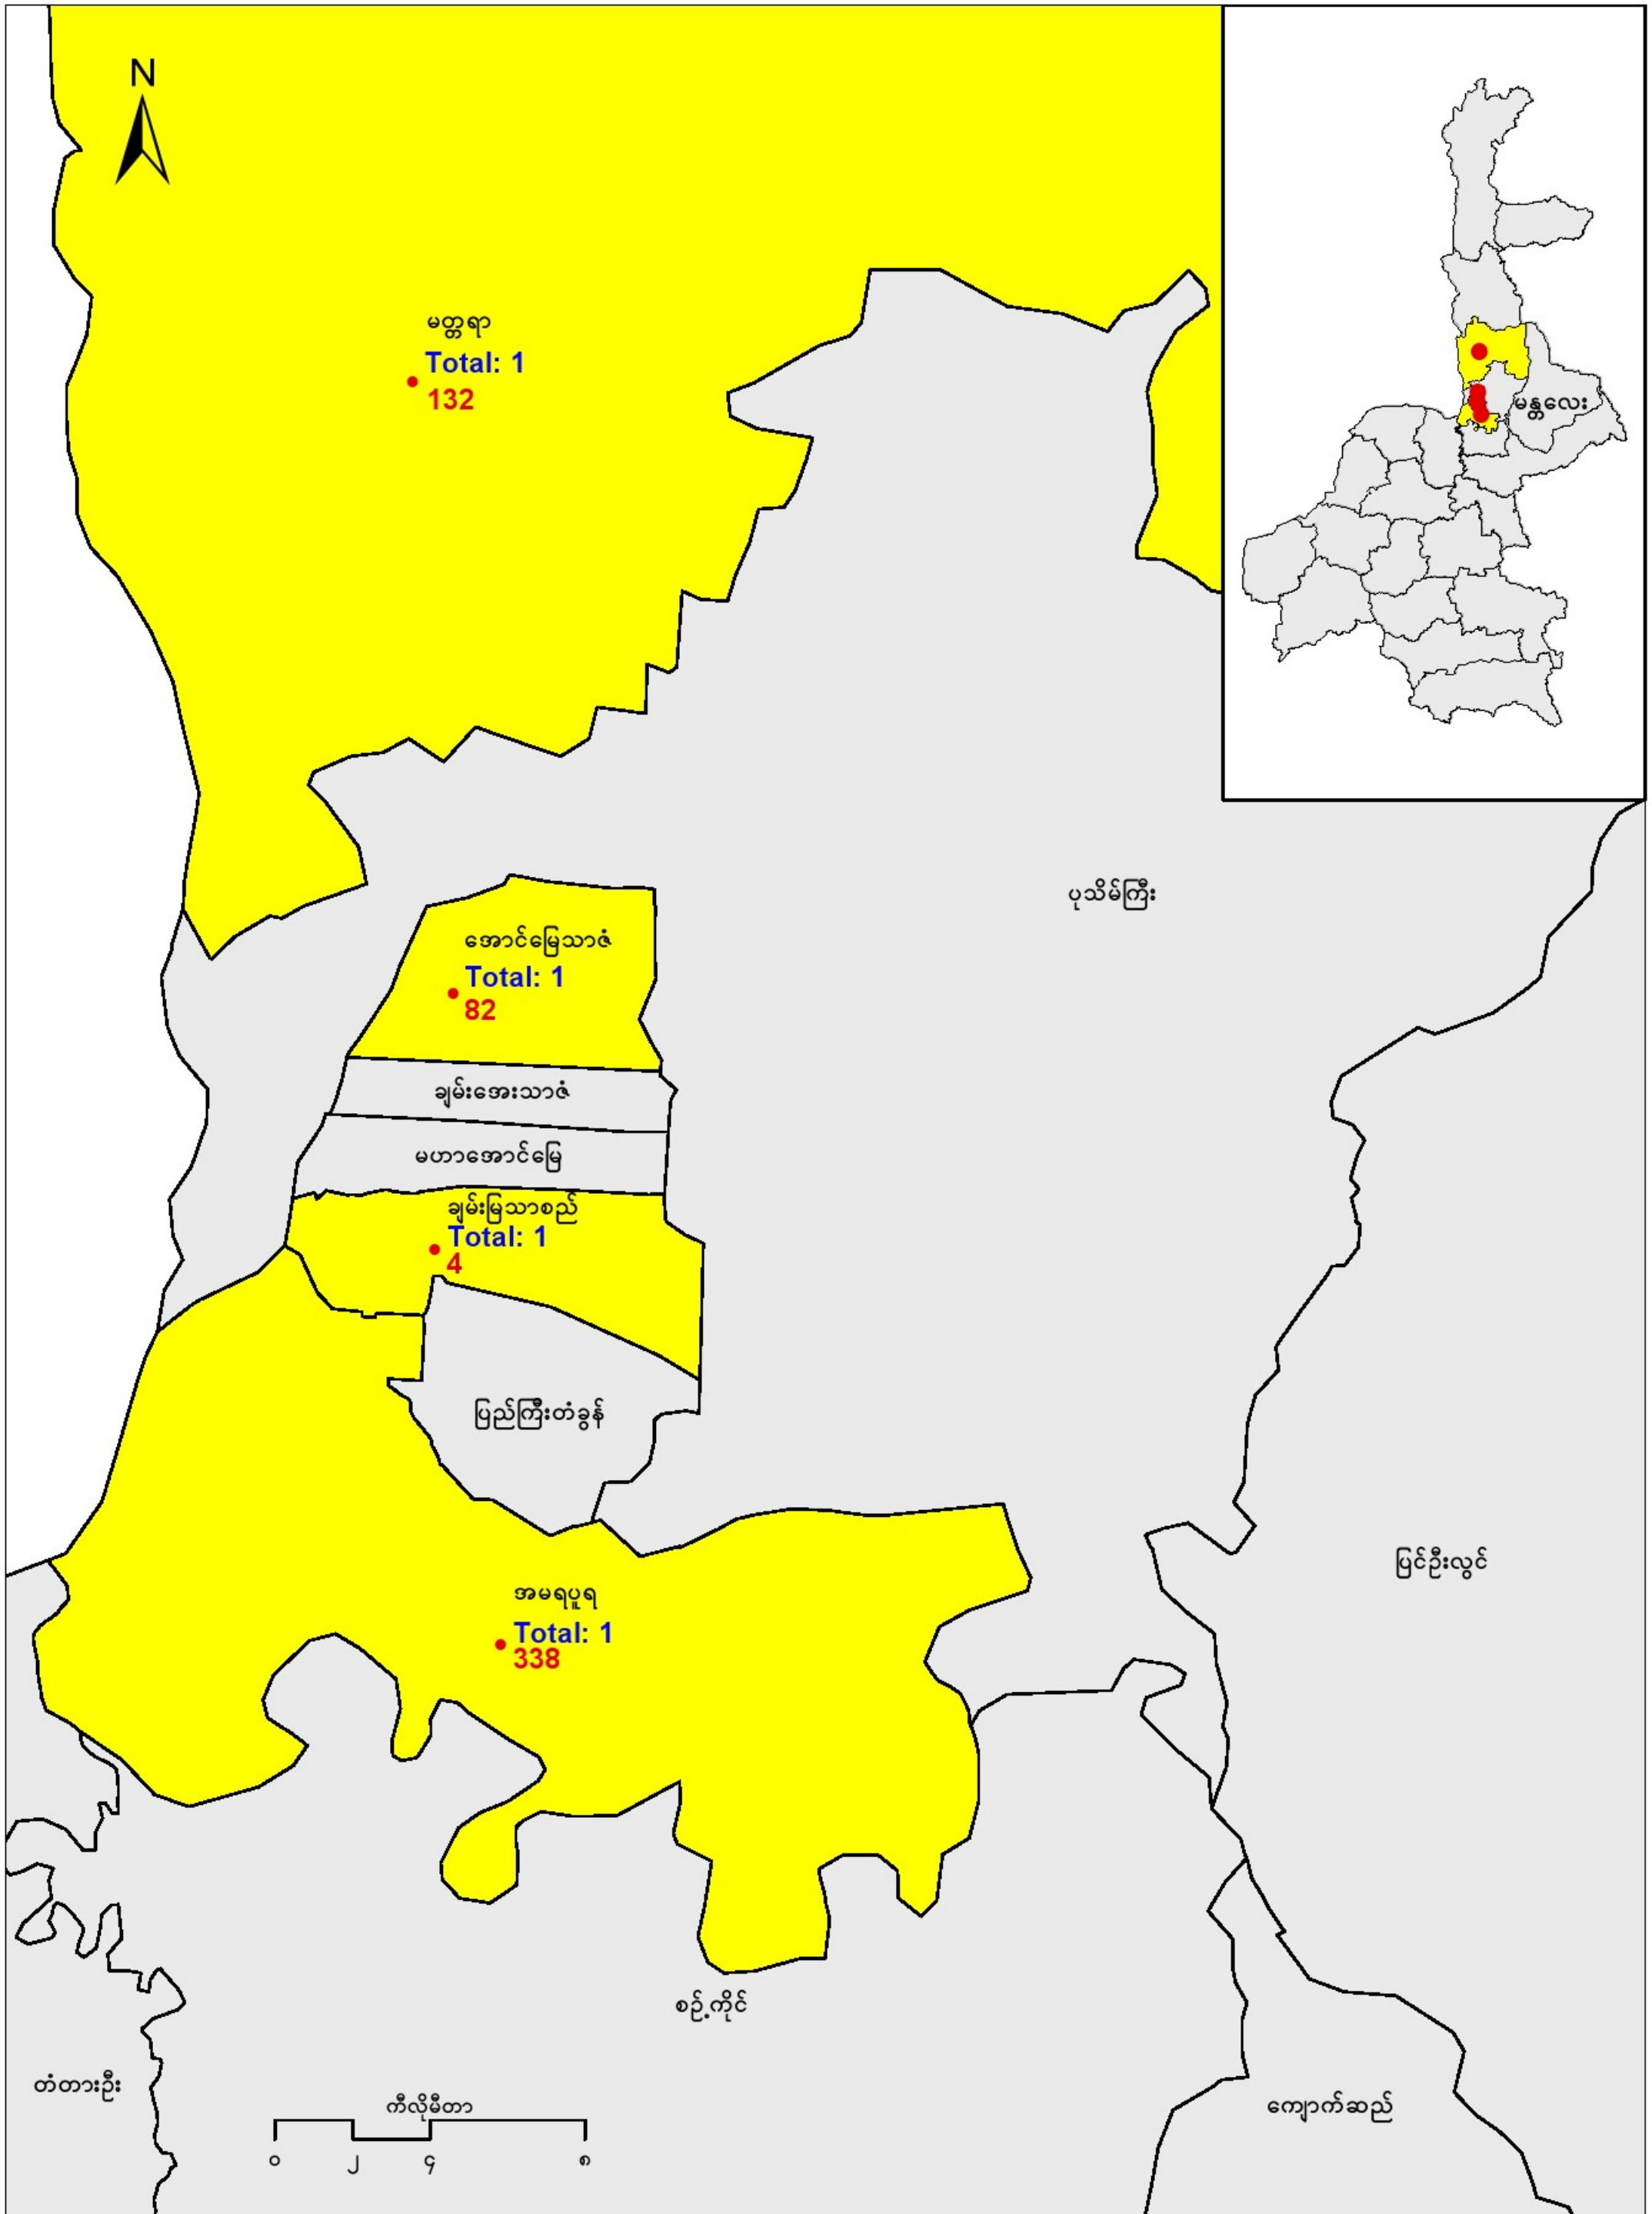 N
မတ္တရာ
Total: 1
132
မန္တလေး
ပုသိမ်ကြီး
အောင်မြေသာဇံ
Total: 1
82
ချမ်းအေးသာဇံ
မဟာအောင်မြေ
ချမ်းမြသာစည်
Total: 1
4
ပြည်ကြီးတံခွန်
ပြင်ဦးလွင်
အမရပူရ
Total: 1
338
စဉ့်ကိုင်
တံတားဦး
ကီလိုမီတာ
ကျောက်ဆည်
၀ ၂ ၄ ၈